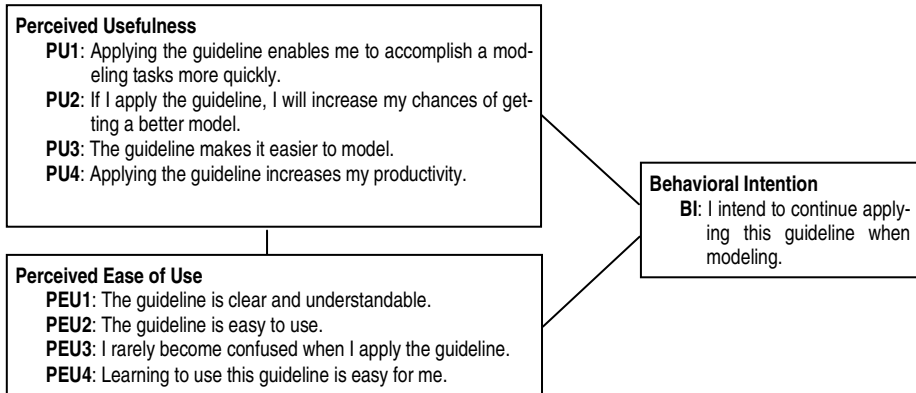 Perceived Usefulness
PU1: Applying the guideline enables me to accomplish a mod-
eling tasks more quickly.
PU2: If I apply the guideline, I will increase my chances of get-
ting a better model.
PU3: The guideline makes it easier to model.
PU4: Applying the guideline increases my productivity.
Behavioral Intention
BI: I intend to continue apply-
ing this guideline when
modeling.
Perceived Ease of Use
PEU1: The guideline is clear and understandable.
PEU2: The guideline is easy to use.
PEU3: I rarely become confused when I apply the guideline.
PEU4: Learning to use this guideline is easy for me.